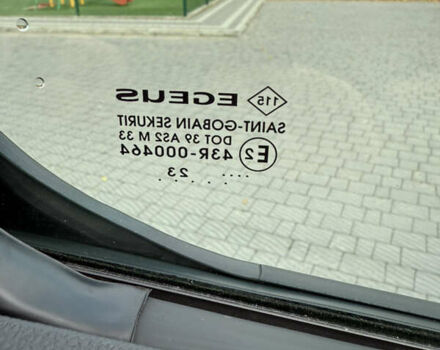 115 EGEUS
SAINT-GOBAIN SEKURIT
DOT 39 AS2 M 33
E2 43R-000464
....
23
.......